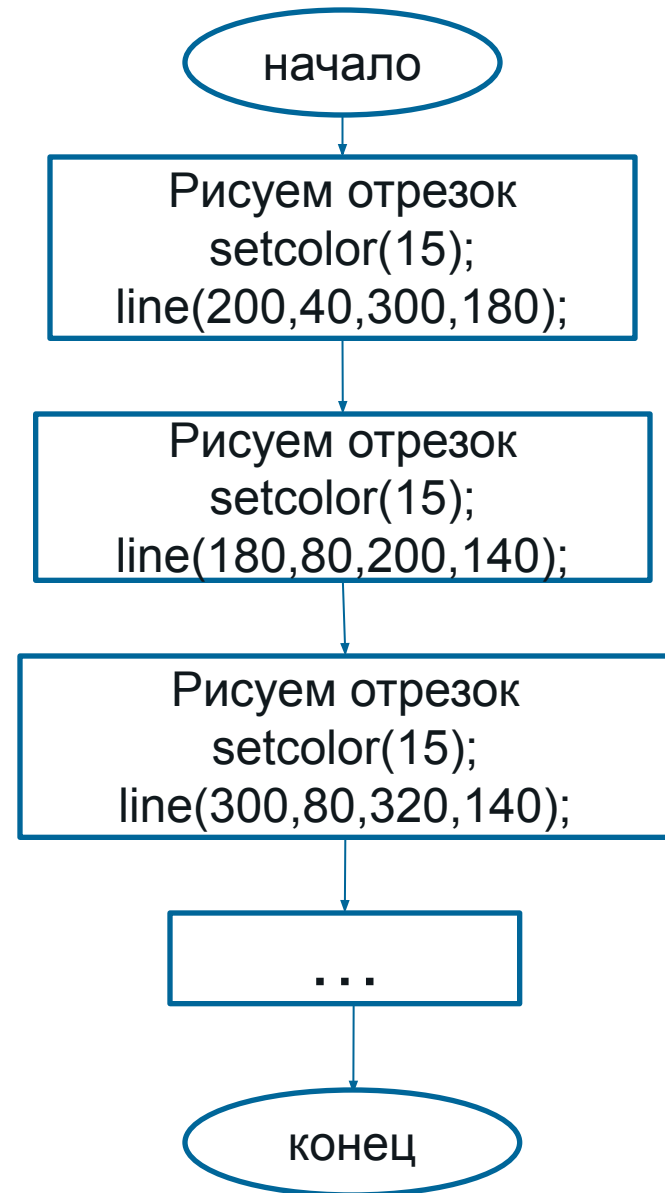 начало
Рисуем отрезок
setcolor(15);
line(200,40,300,180);
Рисуем отрезок
setcolor(15);
line(180,80,200,140);
Рисуем отрезок
setcolor(15);
line(300,80,320,140);
...
конец